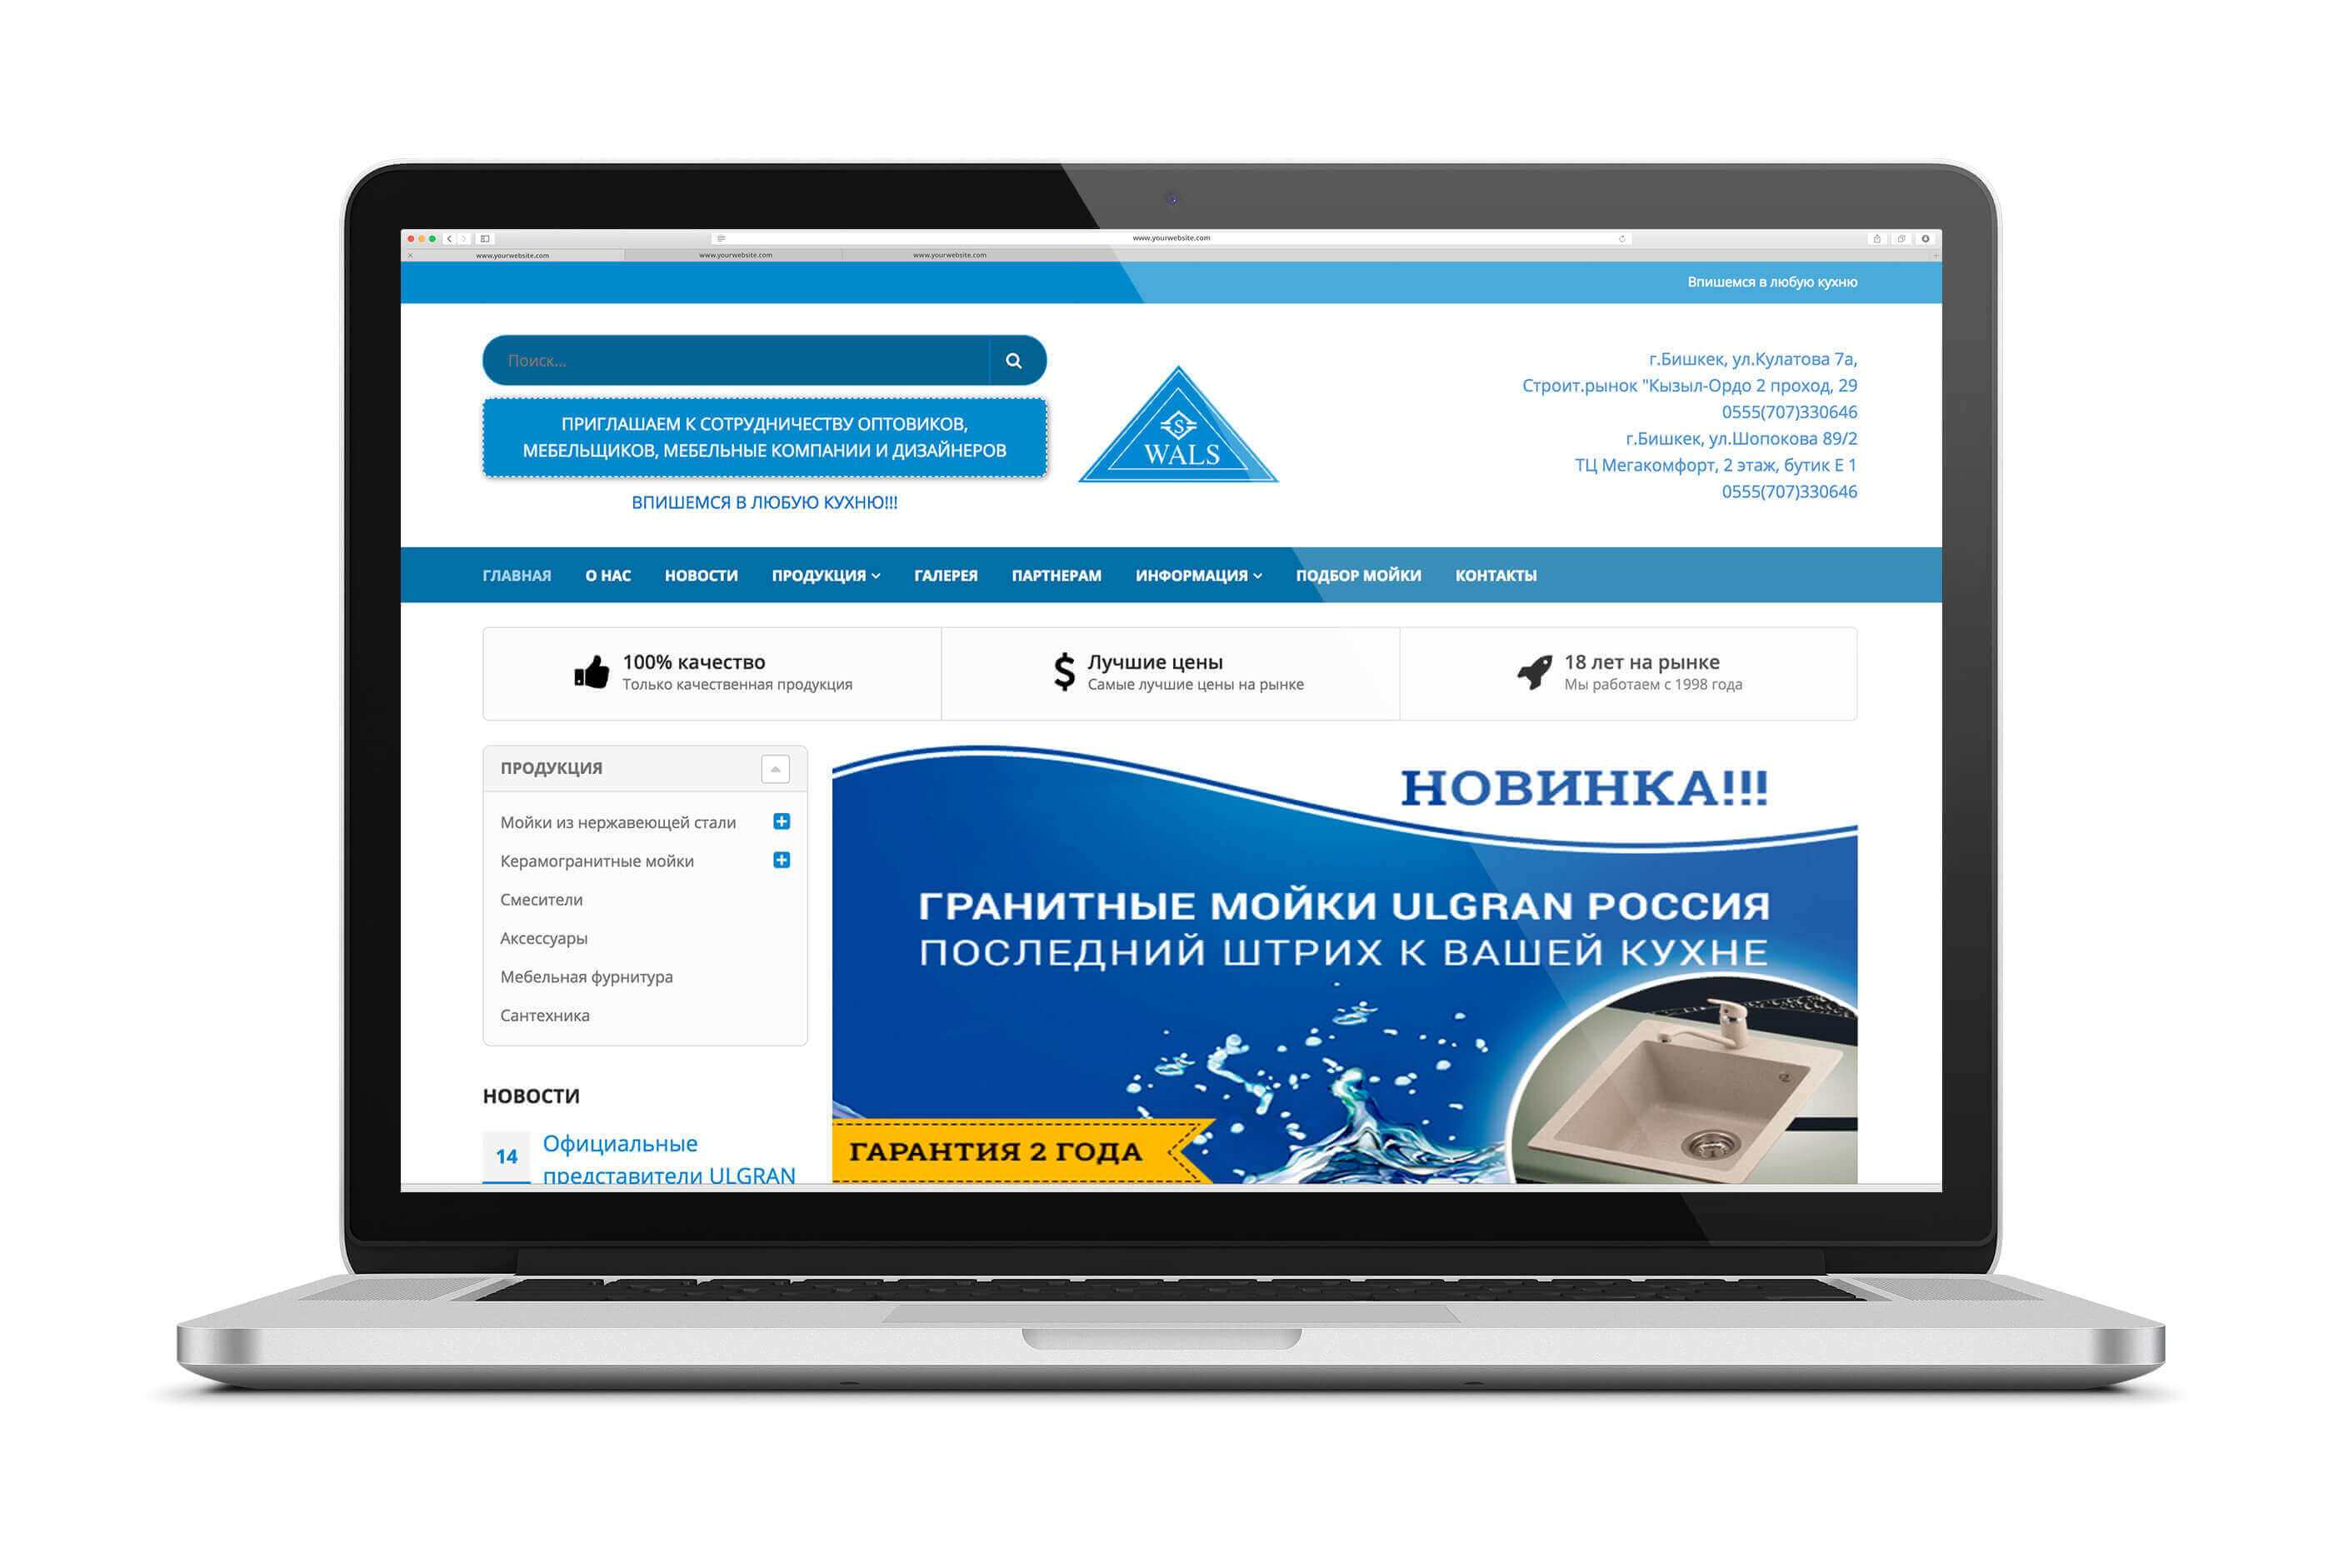 www.yourwebsite.com
www.yourwebsite.com
www.yourwebsite.com
www.yourwebsite.com
Впишемся в любую кухню
Поиск...
ПРИГЛАШАЕМ К СОТРУДНИЧЕСТВУ ОПТОВИКОВ,
МЕБЕЛЬЩИКОВ, МЕБЕЛЬНЫЕ КОМПАНИИ И ДИЗАЙНЕРОВ
ВПИШЕМСЯ В ЛЮБУЮ КУХНЮ!!!
S
WALS
г.Бишкек, ул.Кулатова 7а,
Строит.рынок "Кызыл-Ордо 2 проход, 29
0555(707)330646
г.Бишкек, ул.Шопокова 89/2
ТЦ Мегакомфорт, 2 этаж, бутик Е 1
0555(707)330646
ГЛАВНАЯ О НАС НОВОСТИ ПРОДУКЦИЯ ГАЛЕРЕЯ ПАРТНЕРАМ ИНФОРМАЦИЯ ПОДБОР МОЙКИ КОНТАКТЫ
100% качество
Только качественная продукция
Лучшие цены
Самые лучшие цены на рынке
18 лет на рынке
Мы работаем с 1998 года
ПРОДУКЦИЯ
Мойки из нержавеющей стали
Керамогранитные мойки
Смесители
Аксессуары
Мебельная фурнитура
Сантехника
НОВОСТИ
14
Официальные
представители ULGRAN
НОВИНКА!!!
ГРАНИТНЫЕ МОЙКИ ULGRAN РОССИЯ
ПОСЛЕДНИЙ ШТРИХ К ВАШЕЙ КУХНЕ
ГАРАНТИЯ 2 ГОДА